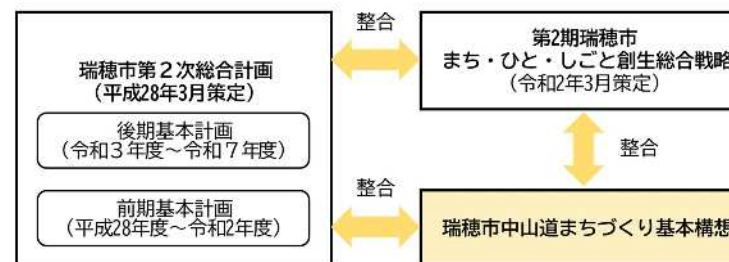 瑞穂市第２次総合計画
（平成28年3月策定）
後期基本計画
（令和３年度～令和７年度）
前期基本計画
（平成28年度～令和2年度）
整合
第2期瑞穂市
まち・ひと・しごと創生総合戦略
（令和2年3月策定）
整合
整合
瑞穂市中山道まちづくり基本構想